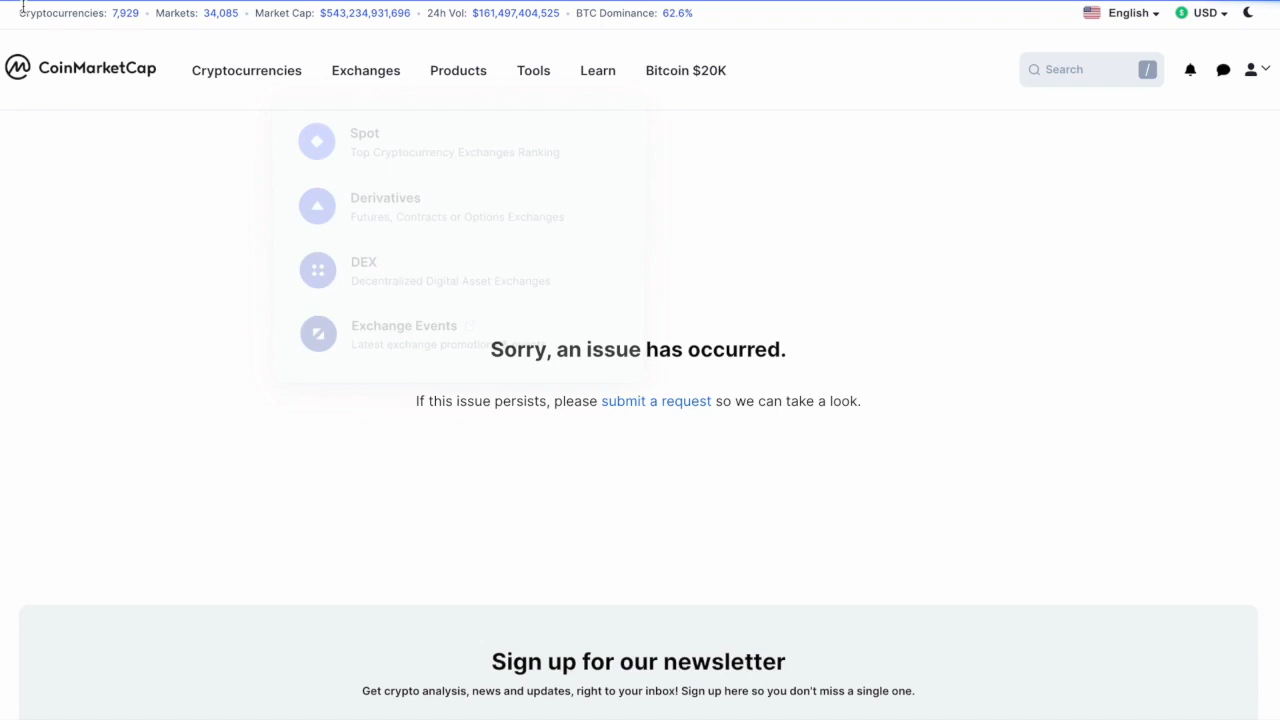 Cryptocurrencies: 7,929 • Markets: 34,085 • Market Cap: $543,234,931,696 • 24h Vol: $161,497,404,525 • BTC Dominance: 62.6%
English
USD
CoinMarketCap
Cryptocurrencies
Exchanges
Products
Tools
Learn
Bitcoin $20K
Search
/
Spot
Top Cryptocurrency Exchanges Ranking
Derivatives
Futures, Contracts or Options Exchanges
DEX
Decentralized Digital Asset Exchanges
Exchange Events
Latest exchange promotion
Sorry, an issue has occurred.
If this issue persists, please submit a request so we can take a look.
Sign up for our newsletter
Get crypto analysis, news and updates, right to your inbox! Sign up here so you don't miss a single one.